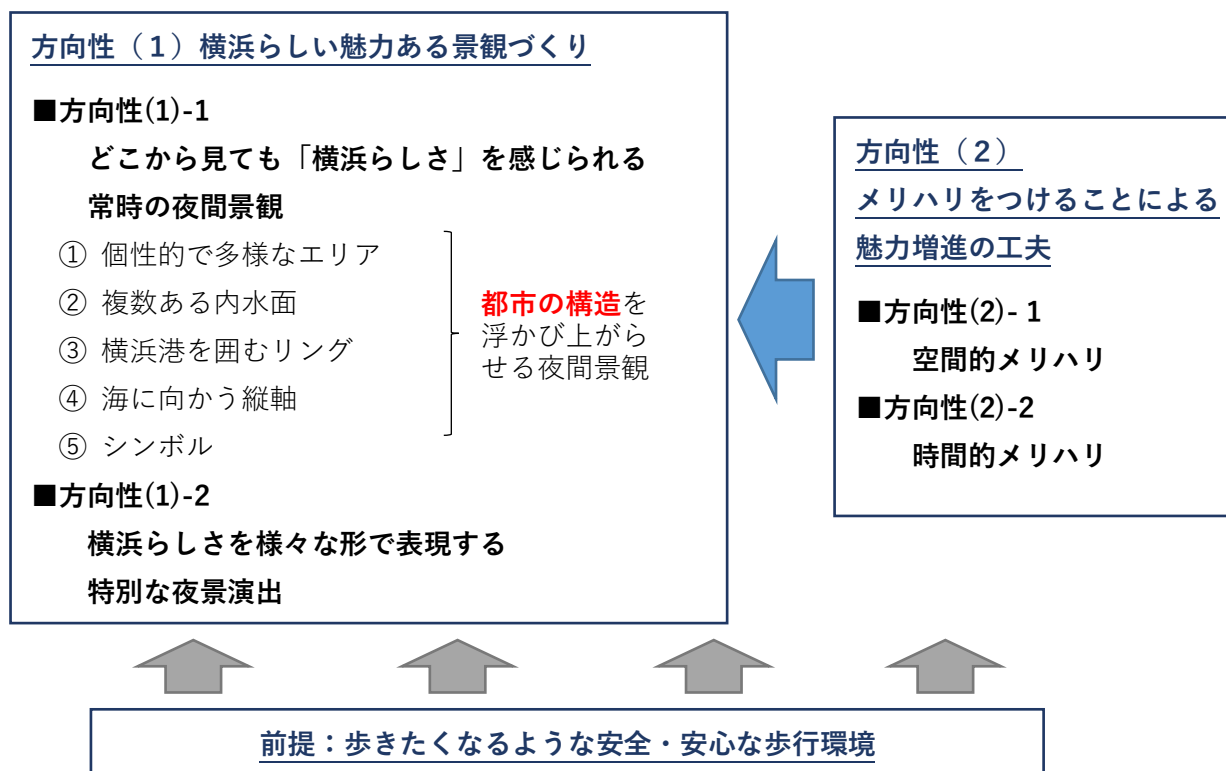 方向性（１）横浜らしい魅力ある景観づくり
■方向性(1)-1
どこから見ても「横浜らしさ」を感じられる
常時の夜間景観
① 個性的で多様なエリア
② 複数ある内水面
③ 横浜港を囲むリング
④ 海に向かう縦軸
⑤ シンボル
都市の構造を
浮かび上がら
せる夜間景観
■方向性(1)-2
横浜らしさを様々な形で表現する
特別な夜景演出
方向性（２）
メリハリをつけることによる
魅力増進の工夫
■方向性(2)- 1
空間的メリハリ
■方向性(2)-2
時間的メリハリ
前提：歩きたくなるような安全・安心な歩行環境